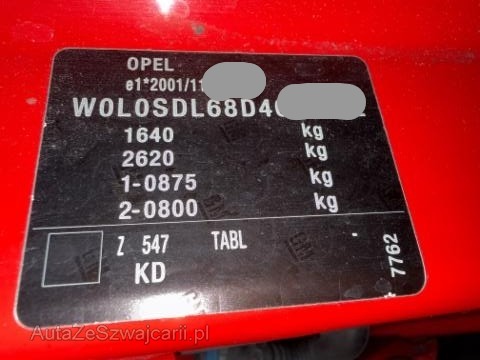 OPEL
e1*2001/11
W0L0SDL68D4
1640 kg
2620 kg
1-0875 kg
2-0800 kg
Z 547 TABL -
KD
7762
AutaZeSzwajcarii.pl